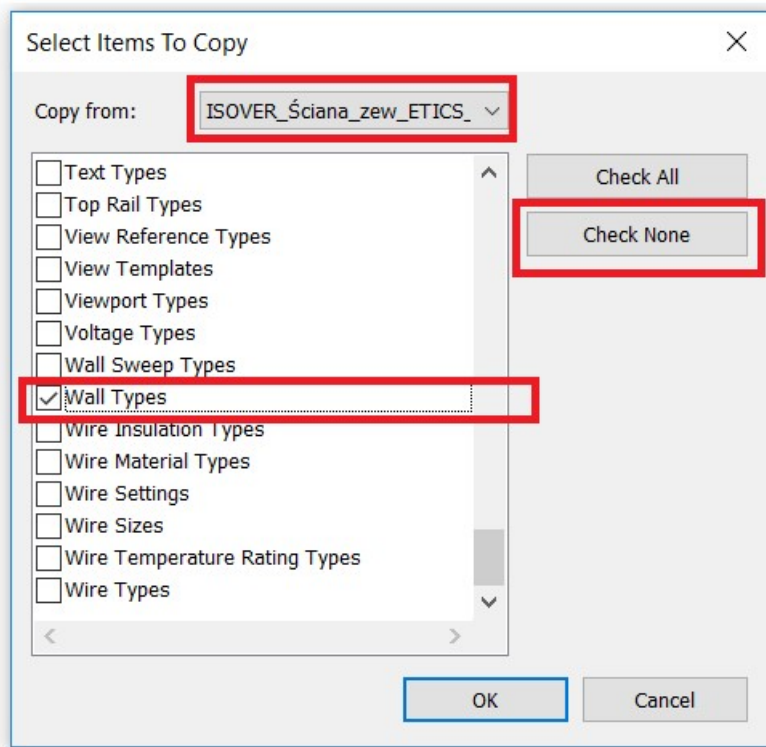 Select Items To Copy
Copy from: ISOVER_Ściana_zew_ETICS_
Text Types
Check All
Top Rail Types
View Reference Types
Check None
View Templates
Viewport Types
Voltage Types
Wall Sweep Types
Wall Types
Wire Insulation Types
Wire Material Types
Wire Settings
Wire Sizes
Wire Temperature Rating Types
Wire Types
OK
Cancel